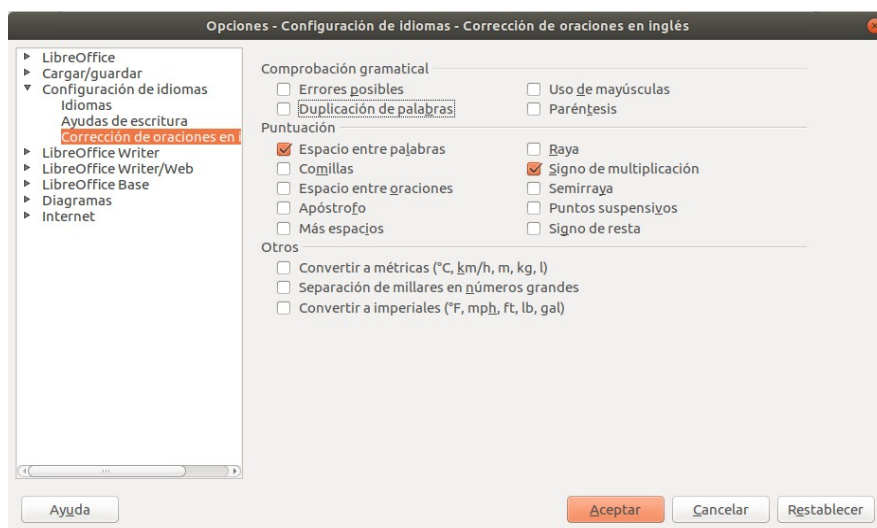 Opciones - Configuración de idiomas - Corrección de oraciones en inglés
LibreOffice
Cargar/guardar
Configuración de idiomas
Idiomas
Ayudas de escritura
Corrección de oraciones en i
LibreOffice Writer
LibreOffice Writer/Web
LibreOffice Base
Diagramas
Internet
Comprobación gramatical
Errores posibles
Uso de mayúsculas
Duplicación de palabras
Paréntesis
Puntuación
Espacio entre palabras
Raya
Comillas
Signo de multiplicación
Espacio entre oraciones
Semirraya
Apóstrofo
Puntos suspensivos
Más espacios
Signo de resta
Otros
Convertir a métricas (°C, km/h, m, kg, l)
Separación de millares en números grandes
Convertir a imperiales (°F, mph, ft, lb, gal)
Ayuda
Aceptar
Cancelar
Restablecer